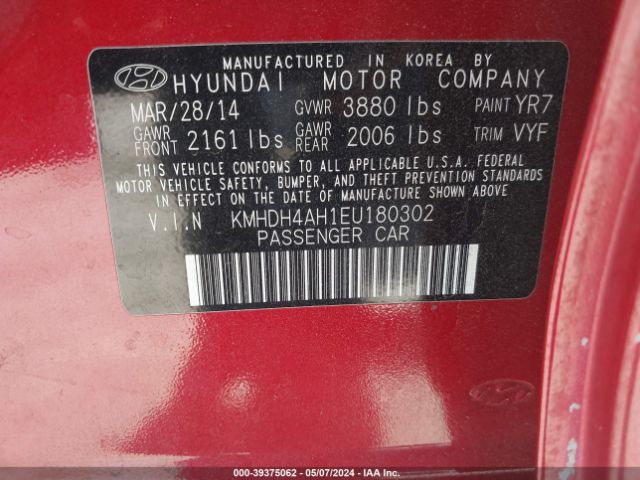 MANUFACTURED IN KOREA BY
HYUNDAI MOTOR COMPANY
MAR/28/14 GVWR 3880 lbs PAINT YR7
GAWR FRONT 2161 lbs GAWR REAR 2006 lbs TRIM VYF
THIS VEHICLE CONFORMS TO ALL APPLICABLE U.S.A. FEDERAL
MOTOR VEHICLE SAFETY, BUMPER, AND THEFT PREVENTION STANDARDS
IN EFFECT ON THE DATE OF MANUFACTURE SHOWN ABOVE.
V.I.N KMHDH4AH1EU180302
PASSENGER CAR
000-39375062 - 05/07/2024 - IAA Inc.